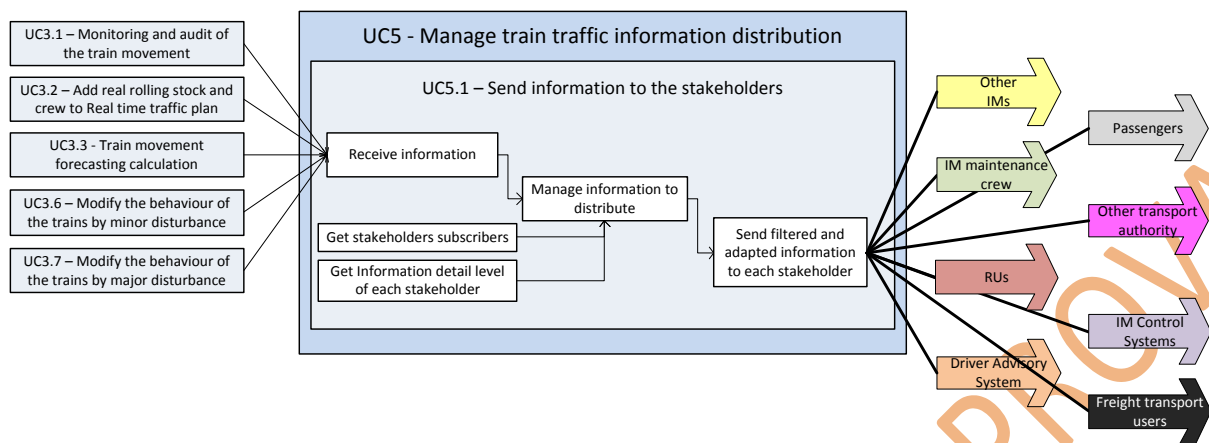 UC3.1 – Monitoring and audit of
the train movement
UC3.2 – Add real rolling stock and
crew to Real time traffic plan
UC3.3 - Train movement
forecasting calculation
UC3.6 – Modify the behaviour of
the trains by minor disturbance
UC3.7 – Modify the behaviour of
the trains by major disturbance
UC5 - Manage train traffic information distribution
UC5.1 – Send information to the stakeholders
Receive information
Manage information to
distribute
Get stakeholders subscribers
Get Information detail level
of each stakeholder
Send filtered and
adapted information
to each stakeholder
Other
IMs
Passengers
IM maintenance
crew
Other transport
authority
RUs
IM Control
Systems
Driver Advisory
System
Freight transport
users